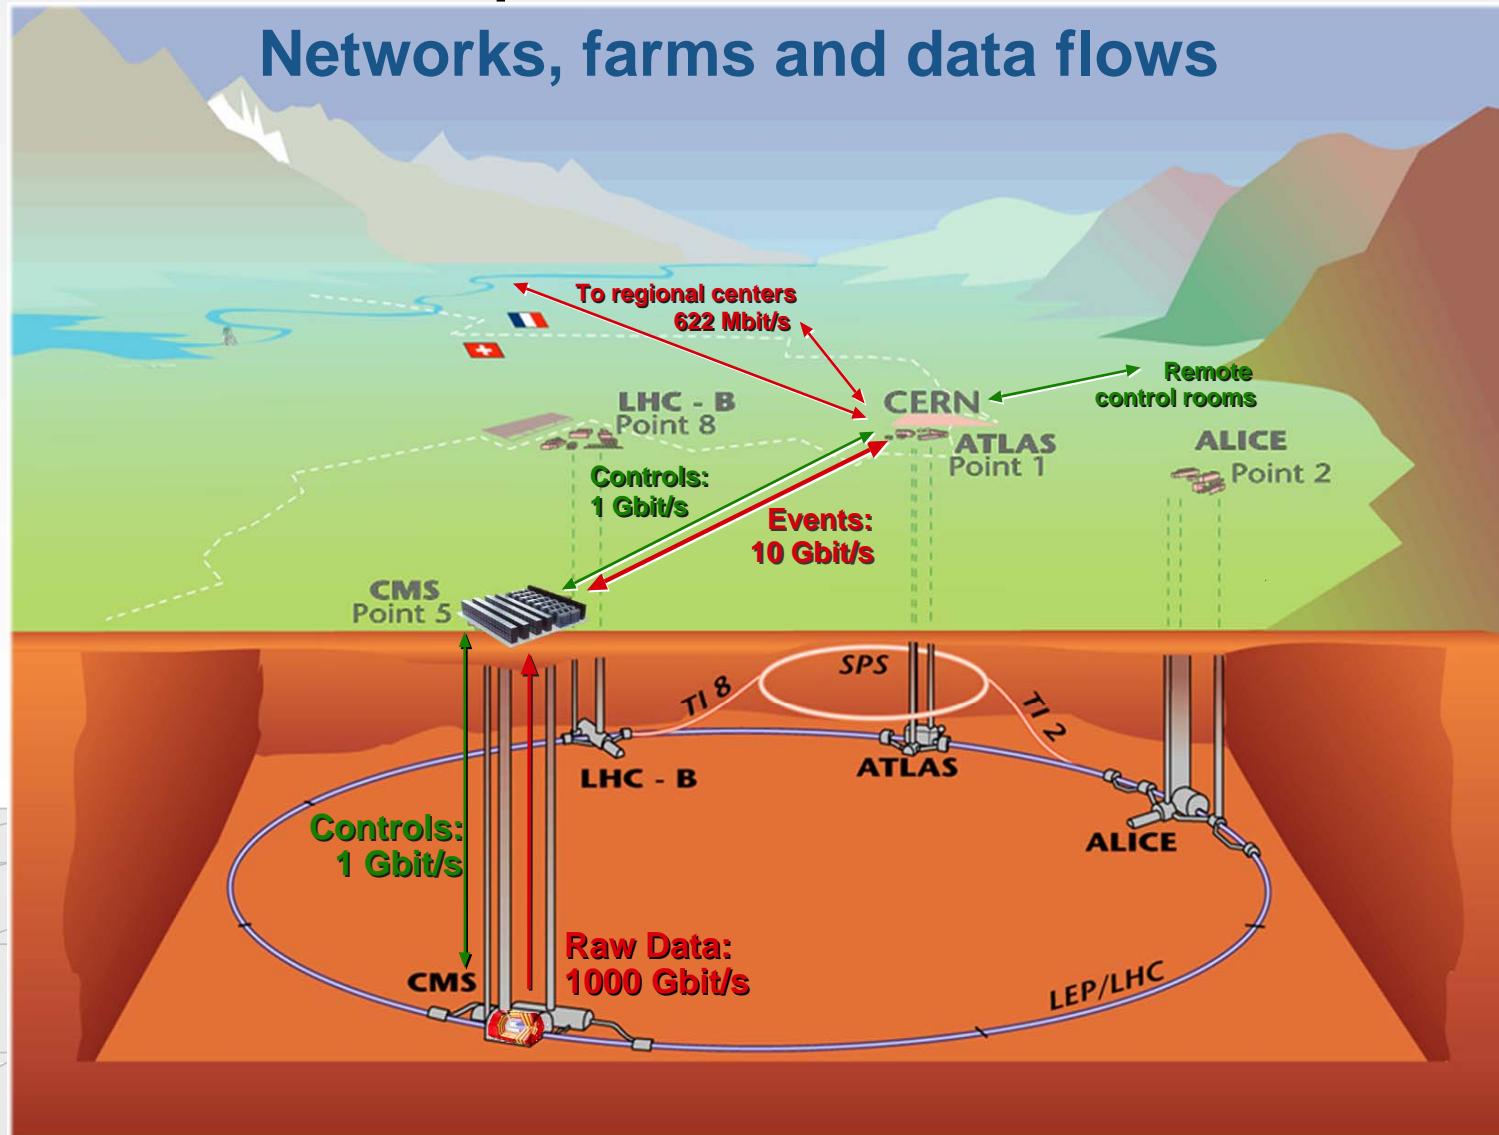 Networks, farms and data flows
To regional centers
622 Mbit/s
Remote
control rooms
LHC - B
Point 8
CERN
ATLAS
Point 1
ALICE
Point 2
Controls:
1 Gbit/s
Events:
10 Gbit/s
CMS
Point 5
SPS
TI 8
TI 2
LHC - B
ATLAS
ALICE
Controls:
1 Gbit/s
Raw Data:
1000 Gbit/s
CMS
LEP/LHC